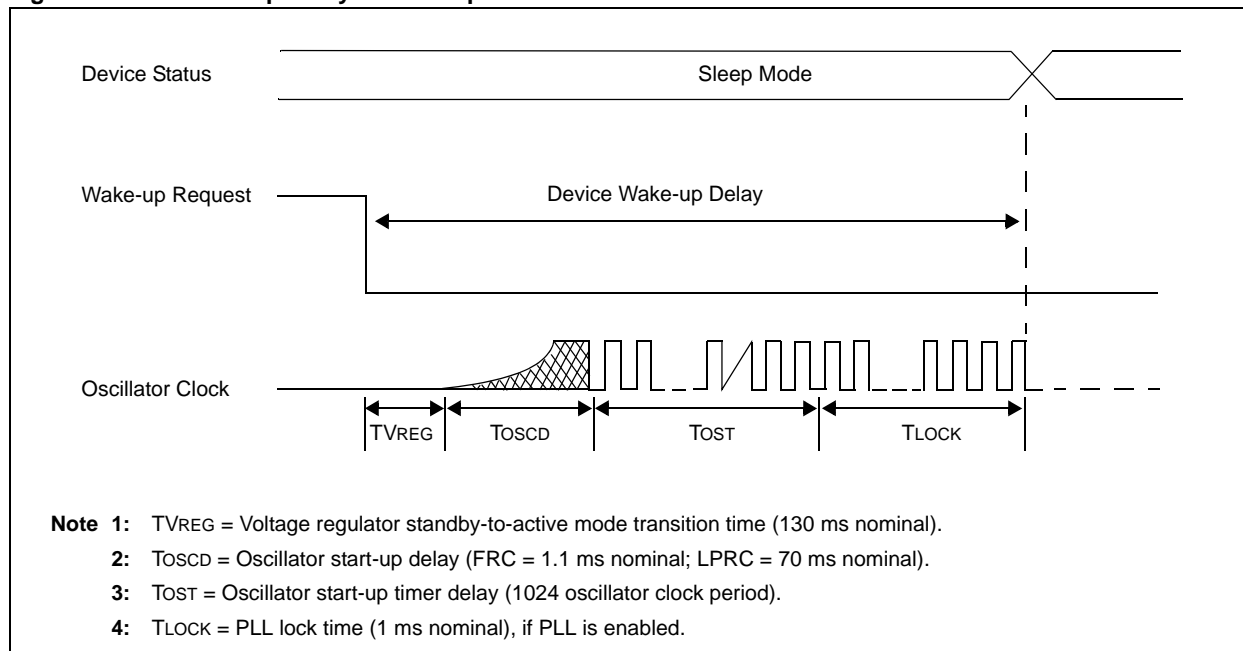 Device Status
Sleep Mode
Wake-up Request
Device Wake-up Delay
Oscillator Clock
TVREG
TOSCD
TOST
TLOCK
Note 1: TVREG = Voltage regulator standby-to-active mode transition time (130 ms nominal).
2: TOSCD = Oscillator start-up delay (FRC = 1.1 ms nominal; LPRC = 70 ms nominal).
3: TOST = Oscillator start-up timer delay (1024 oscillator clock period).
4: TLOCK = PLL lock time (1 ms nominal), if PLL is enabled.